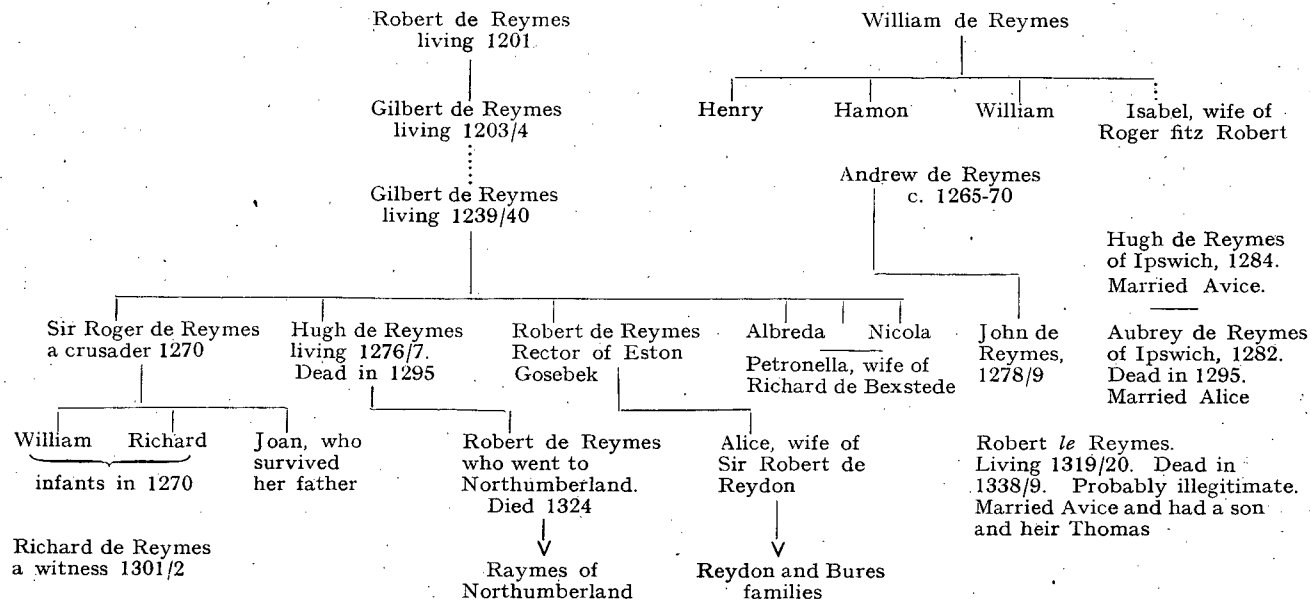 Robert de Reymes
living 1201
William de Reymes
Gilbert de Reymes
living 1203/4
Henry
Hamon
William
Isabel, wife of
Roger fitz Robert
Gilbert de Reymes
living 1239/40
Andrew de Reymes
c. 1265-70
Hugh de Reymes
of Ipswich, 1284.
Married Avice.
Sir Roger de Reymes
a crusader 1270
Hugh de Reymes
living 1276/7.
Dead in 1295
Robert de Reymes
Rector of Eston
Gosebek
Albreda
Nicola
Petronella, wife of
Richard de Bexstede
John de
Reymes,
1278/9
Aubrey de Reymes
of Ipswich, 1282.
Dead in 1295.
Married Alice
William
Richard
infants in 1270
Joan, who
survived
her father
Robert de Reymes
who went to
Northumberland.
Died 1324
Alice, wife of
Sir Robert de
Reydon
Robert le Reymes.
Living 1319/20. Dead in
1338/9. Probably illegitimate.
Married Avice and had a son
and heir Thomas
Richard de Reymes
a witness 1301/2
Raymes of
Northumberland
Reydon and Bures
families